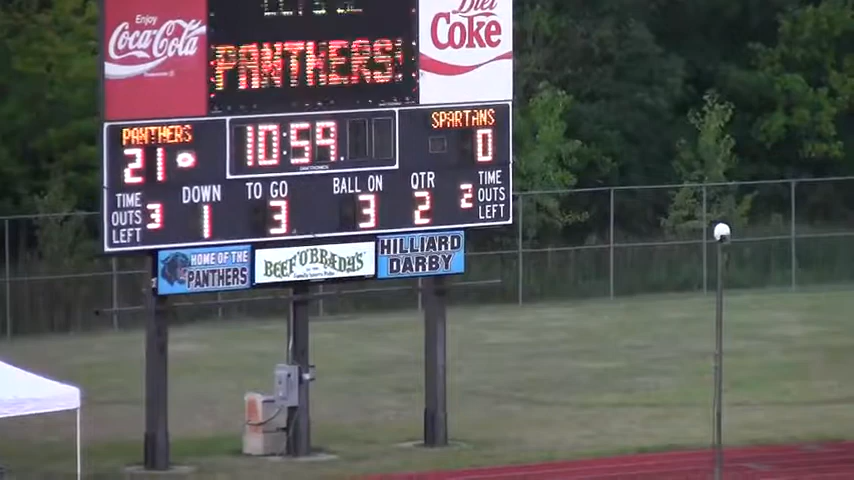 Enjoy
Coca-Cola
PANTHERS!
Diet
Coke
PANTHERS
21
10:59
SPARTANS
0
DOWN
TO GO
BALL ON
QTR
TIME
OUTS
LEFT
3
1
3
3
2
2
TIME
OUTS
LEFT
HOME OF THE
PANTHERS
BEEF 'O' BRADY'S
HILLIARD
DARBY